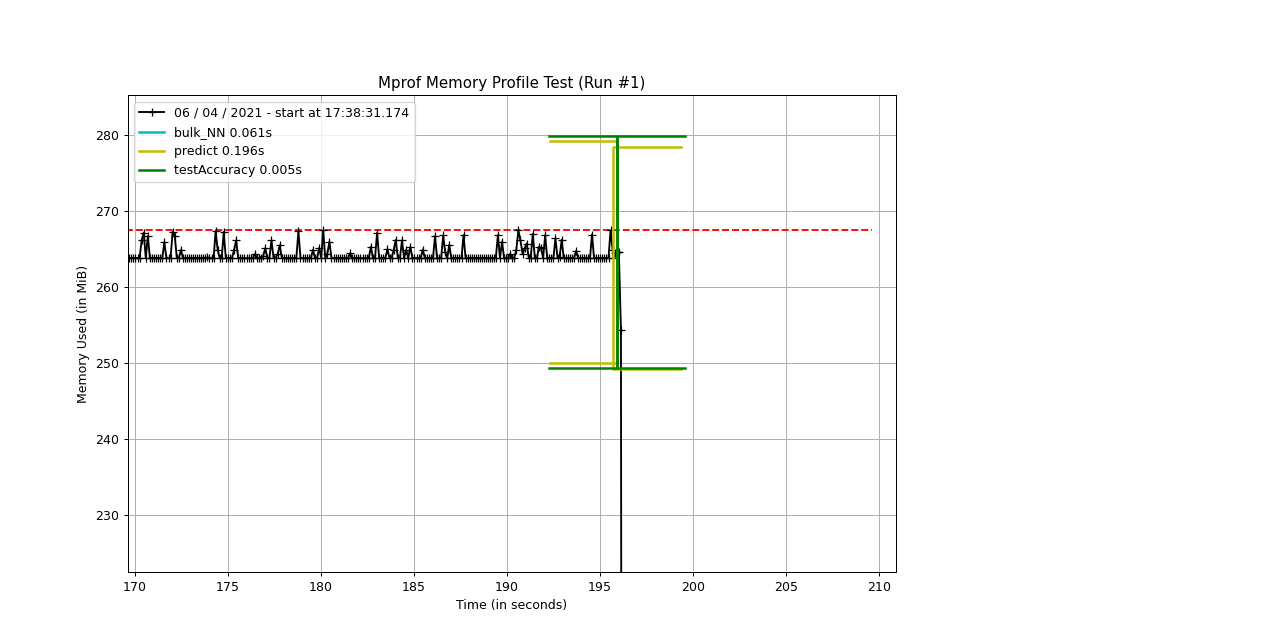 Mprof Memory Profile Test (Run #1)
06 / 04 / 2021 - start at 17:38:31.174
bulk_NN 0.061s
predict 0.196s
testAccuracy 0.005s
280
270
260
250
240
230
Memory Used (in MiB)
170 175 180 185 190 195 200 205 210
Time (in seconds)